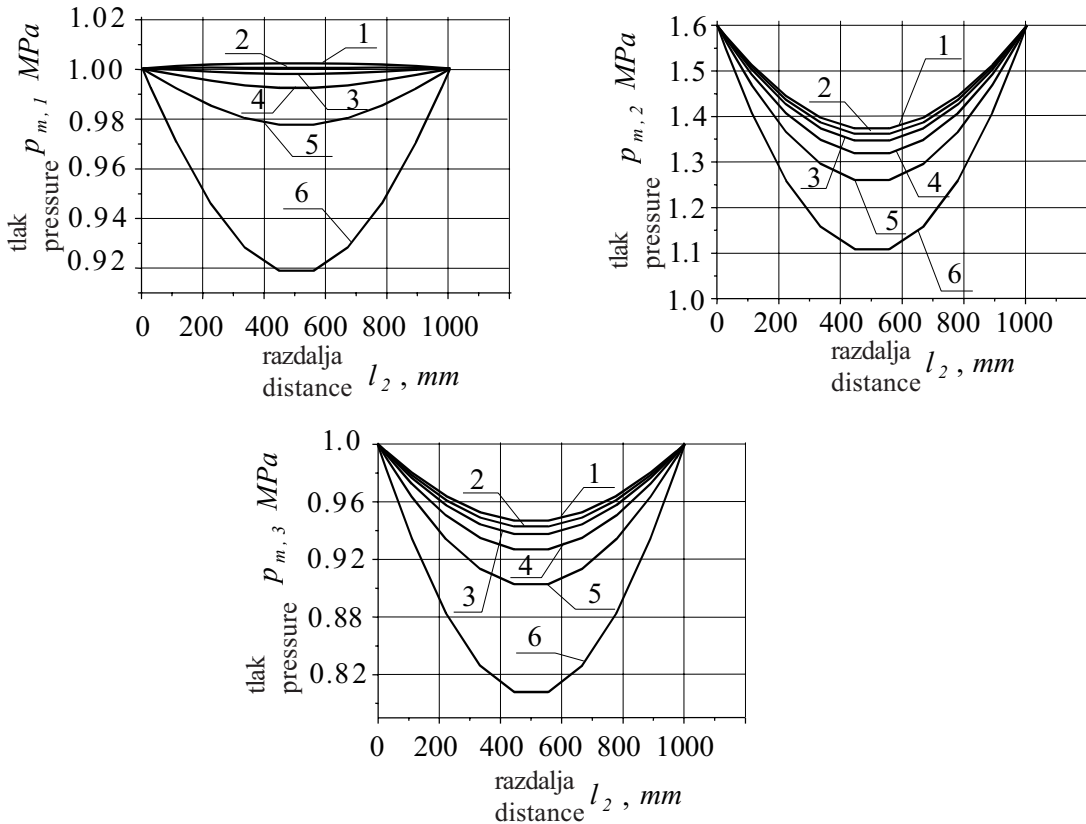 tlak
pressure p m, 1 MPa
1.02
1.00
0.98
0.96
0.94
0.92
2
1
4
3
5
6
0 200 400 600 800 1000
razdalja
distance l 2 , mm
tlak
pressure p m, 2 MPa
1.6
1.5
1.4
1.3
1.2
1.1
1.0
2
1
3
4
5
6
0 200 400 600 800 1000
razdalja
distance l 2 , mm
tlak
pressure p m, 3 MPa
1.0
0.96
0.92
0.88
0.82
2
1
3
4
5
6
0 200 400 600 800 1000
razdalja
distance l 2 , mm